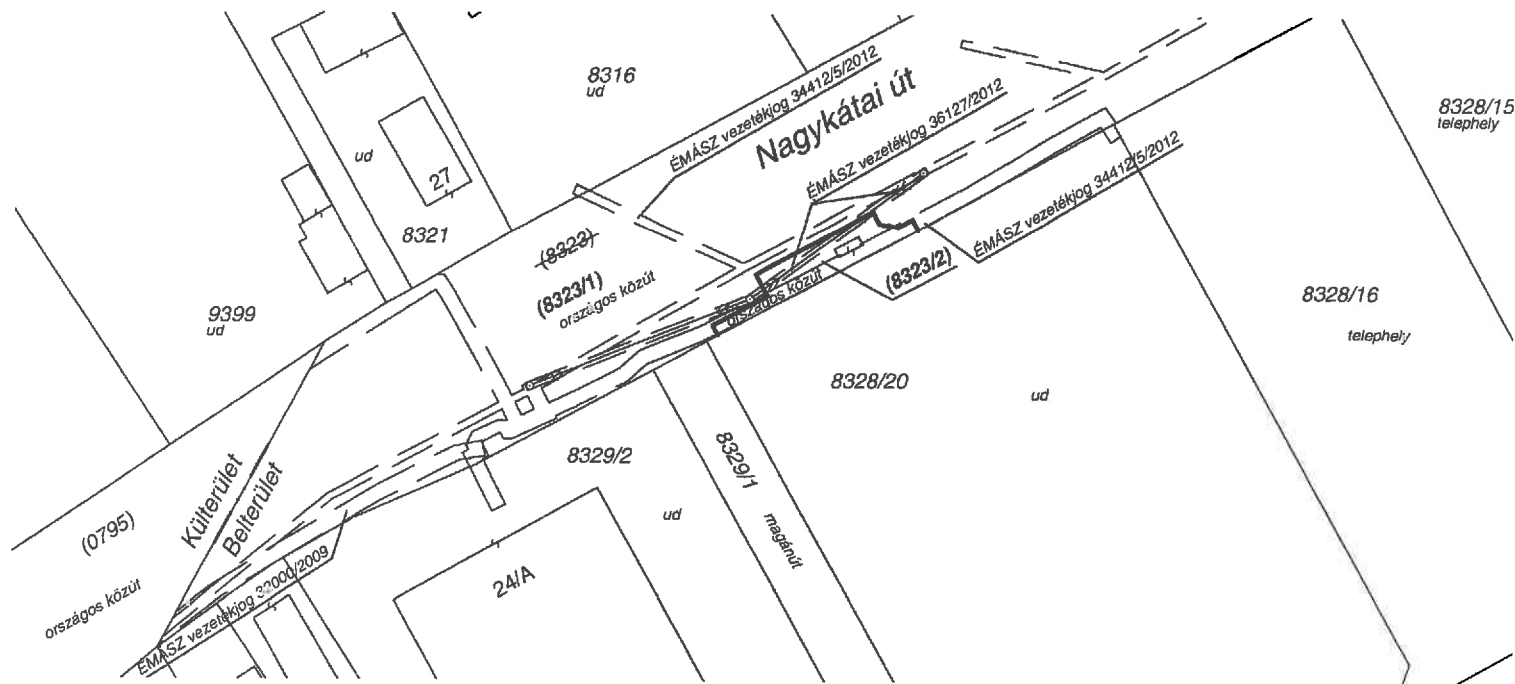 8316
ud
ÉMÁSZ vezetékjog 34412/5/2012
Nagykátai út
ÉMÁSZ vezetékjog 36127/2012
8328/15
telephely
ud
27
8321
(8323)
(8323/1)
országos közút
ÉMÁSZ vezetékjog 34412/5/2012
(8323/2)
országos közút
9399
ud
8328/16
telephely
8328/20
ud
8329/2
ud
8329/1
magánút
Külterület
Belterület
(0795)
országos közút
ÉMÁSZ vezetékjog 32000/2009
24/A